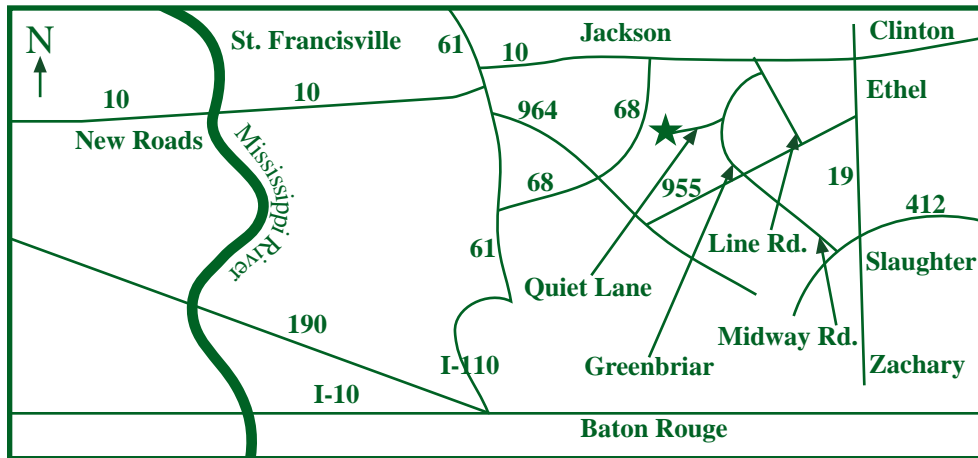 N
St. Francisville
61
Jackson
Clinton
10
10
10
964
68
Ethel
New Roads
Mississippi River
68
955
19
412
61
Line Rd.
Slaughter
Quiet Lane
190
Midway Rd.
I-110
Greenbriar
Zachary
I-10
Baton Rouge